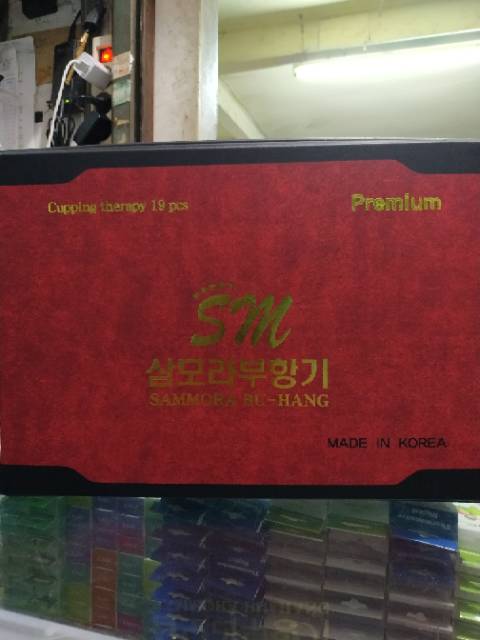 Cupping therapy 19 pcs
Premium
SM
삼모라부항기
SAMMORA BU-HANG
MADE IN KOREA